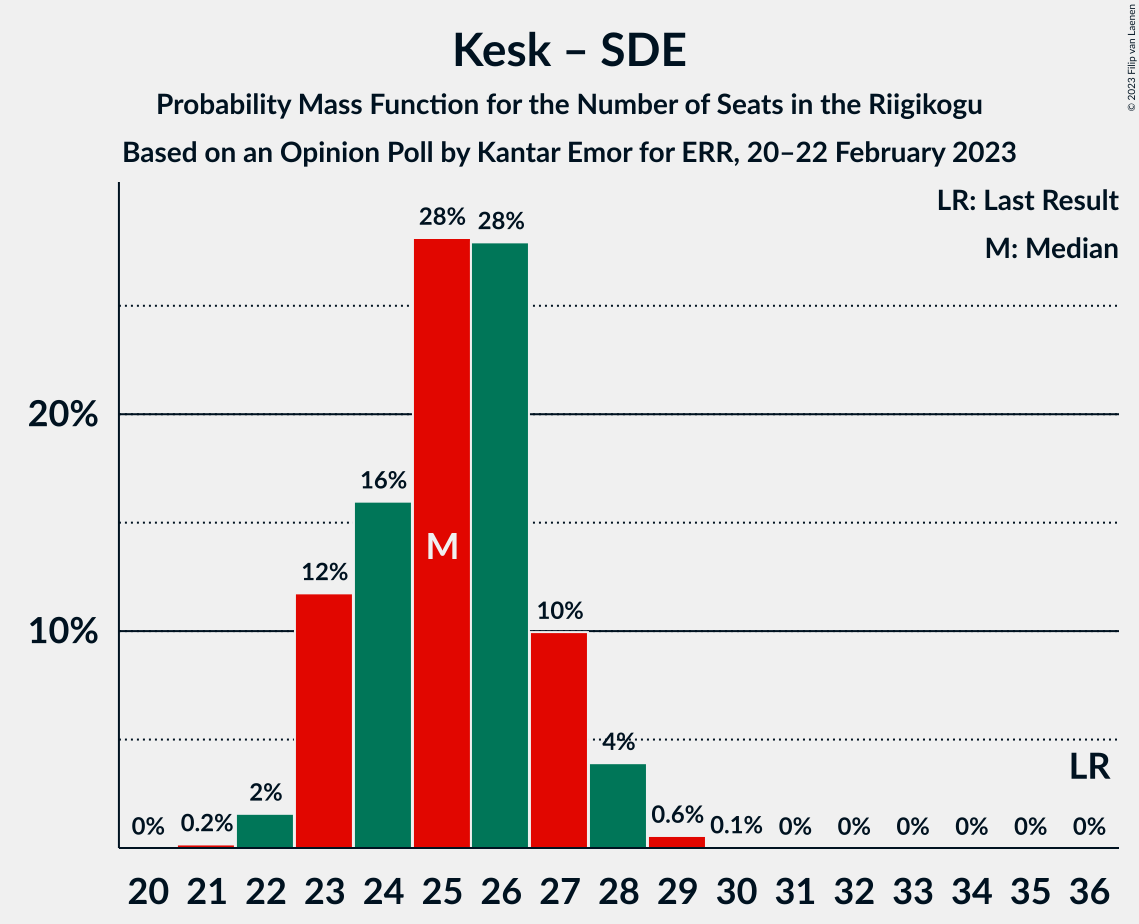 Kesk – SDE
Probability Mass Function for the Number of Seats in the Riigikogu
Based on an Opinion Poll by Kantar Emor for ERR, 20–22 February 2023
© 2023 Filip van Laenen
LR: Last Result
M: Median
20%
10%
0%
0.2%
2%
12%
16%
28%
28%
10%
4%
0.6%
0.1%
0%
0%
0%
0%
0%
0%
M
LR
20 21 22 23 24 25 26 27 28 29 30 31 32 33 34 35 36